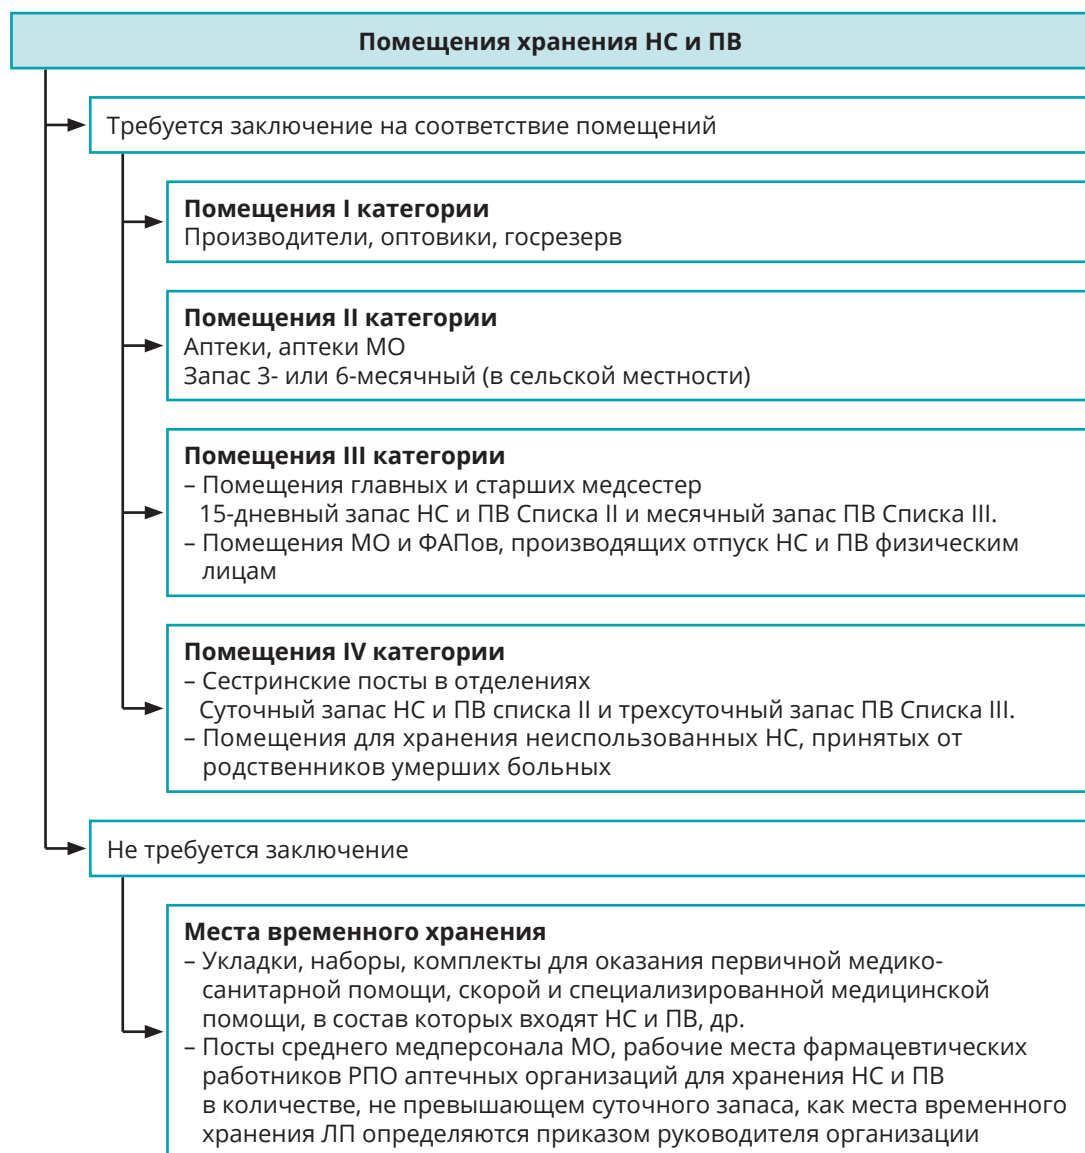 Помещения хранения НС и ПВ
Требуется заключение на соответствие помещений
Помещения I категории
Производители, оптовики, госрезерв
Помещения II категории
Аптеки, аптеки МО
Запас 3- или 6-месячный (в сельской местности)
Помещения III категории
– Помещения главных и старших медсестер
15-дневный запас НС и ПВ Списка II и месячный запас ПВ Списка III.
– Помещения МО и ФАПов, производящих отпуск НС и ПВ физическим
лицам
Помещения IV категории
– Сестринские посты в отделениях
Суточный запас НС и ПВ списка II и трехсуточный запас ПВ Списка III.
– Помещения для хранения неиспользованных НС, принятых от
родственников умерших больных
Не требуется заключение
Места временного хранения
– Укладки, наборы, комплекты для оказания первичной медико-
санитарной помощи, скорой и специализированной медицинской
помощи, в состав которых входят НС и ПВ, др.
– Посты среднего медперсонала МО, рабочие места фармацевтических
работников РПО аптечных организаций для хранения НС и ПВ
в количестве, не превышающем суточного запаса, как места временного
хранения ЛП определяются приказом руководителя организации